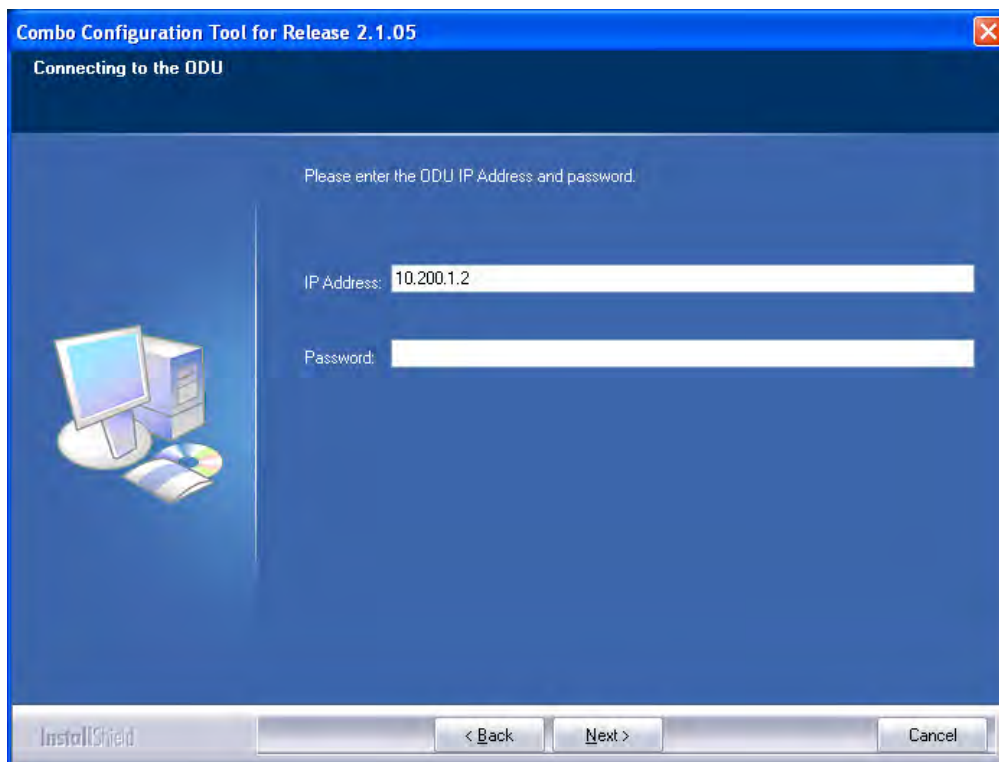 Combo Configuration Tool for Release 2.1.05
Connecting to the ODU
Please enter the ODU IP Address and password.
IP Address: 10.200.1.2
Password:
InstallShield
< Back
Next >
Cancel